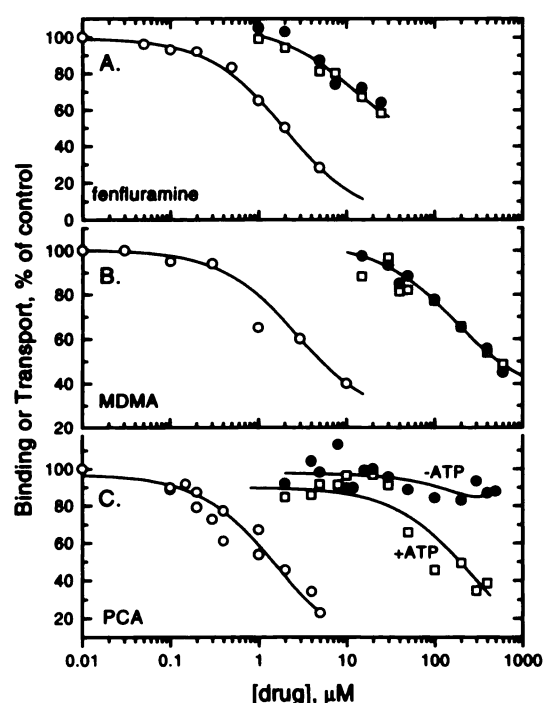 100
80
60
40
20
0
A.
fenfluramine
100
80
60
40
20
B.
MDMA
100
80
60
40
20
C.
PCA
-ATP
+ATP
0.01 0.1 1 10 100 1000
[drug], μM
Binding or Transport, % of control